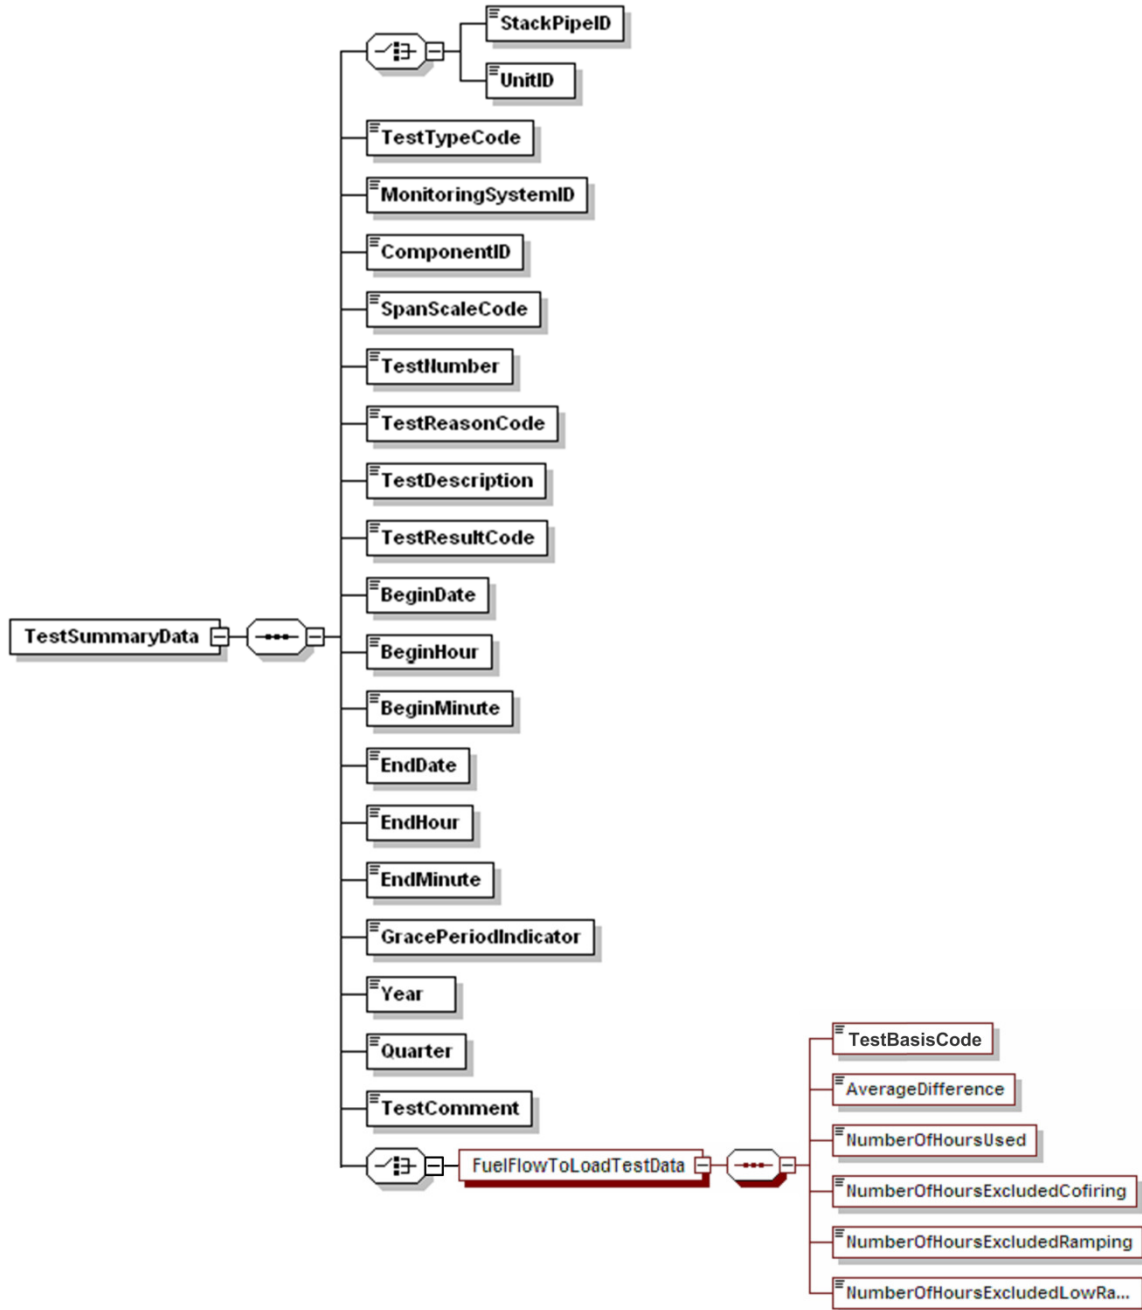 StackPipeID
UnitID
TestTypeCode
MonitoringSystemID
ComponentID
SpanScaleCode
TestNumber
TestReasonCode
TestDescription
TestResultCode
BeginDate
TestSummaryData
BeginHour
BeginMinute
EndDate
EndHour
EndMinute
GracePeriodIndicator
Year
Quarter
TestComment
FuelFlowToLoadTestData
TestBasisCode
AverageDifference
NumberOfHoursUsed
NumberOfHoursExcludedCofiring
NumberOfHoursExcludedRamping
NumberOfHoursExcludedLowRa...